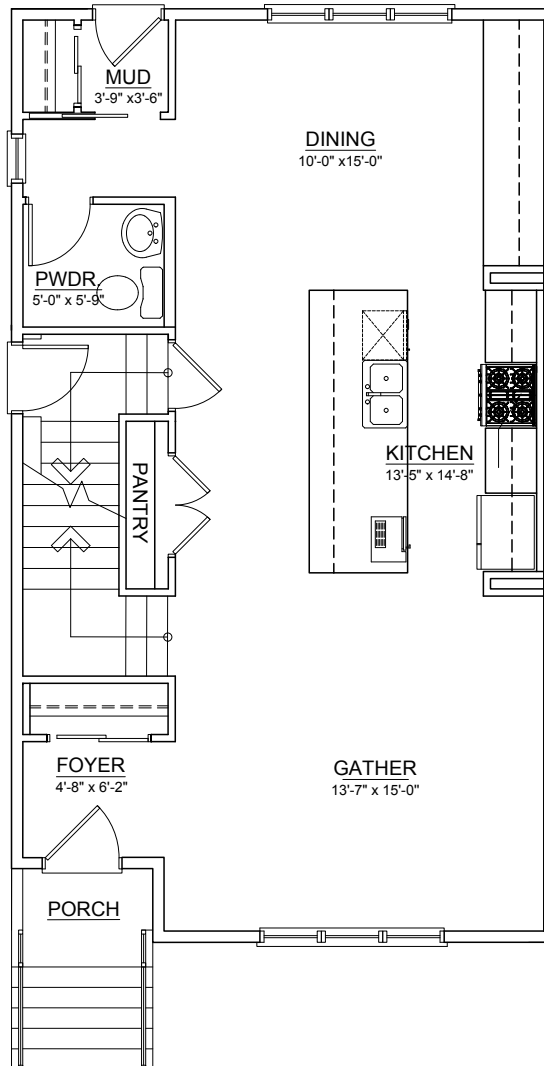 MUD
3'-9" x3'-6"
DINING
10'-0" x15'-0"
PWDR.
5'-0" x 5'-9"
KITCHEN
13'-5" x 14'-8"
PANTRY
FOYER
4'-8" x 6'-2"
GATHER
13'-7" x 15'-0"
PORCH